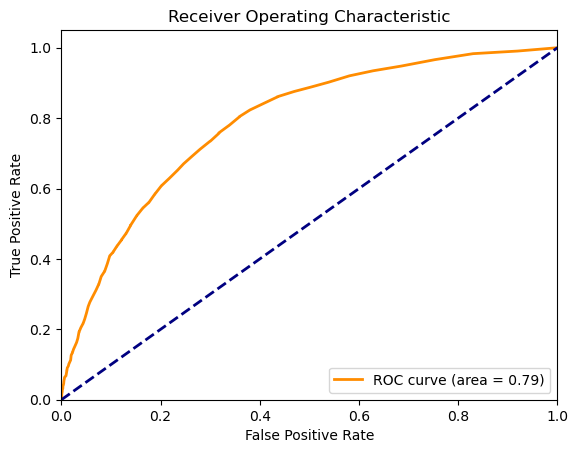 Receiver Operating Characteristic
1.0
0.8
0.6
0.4
0.2
0.0
True Positive Rate
ROC curve (area = 0.79)
0.0 0.2 0.4 0.6 0.8 1.0
False Positive Rate